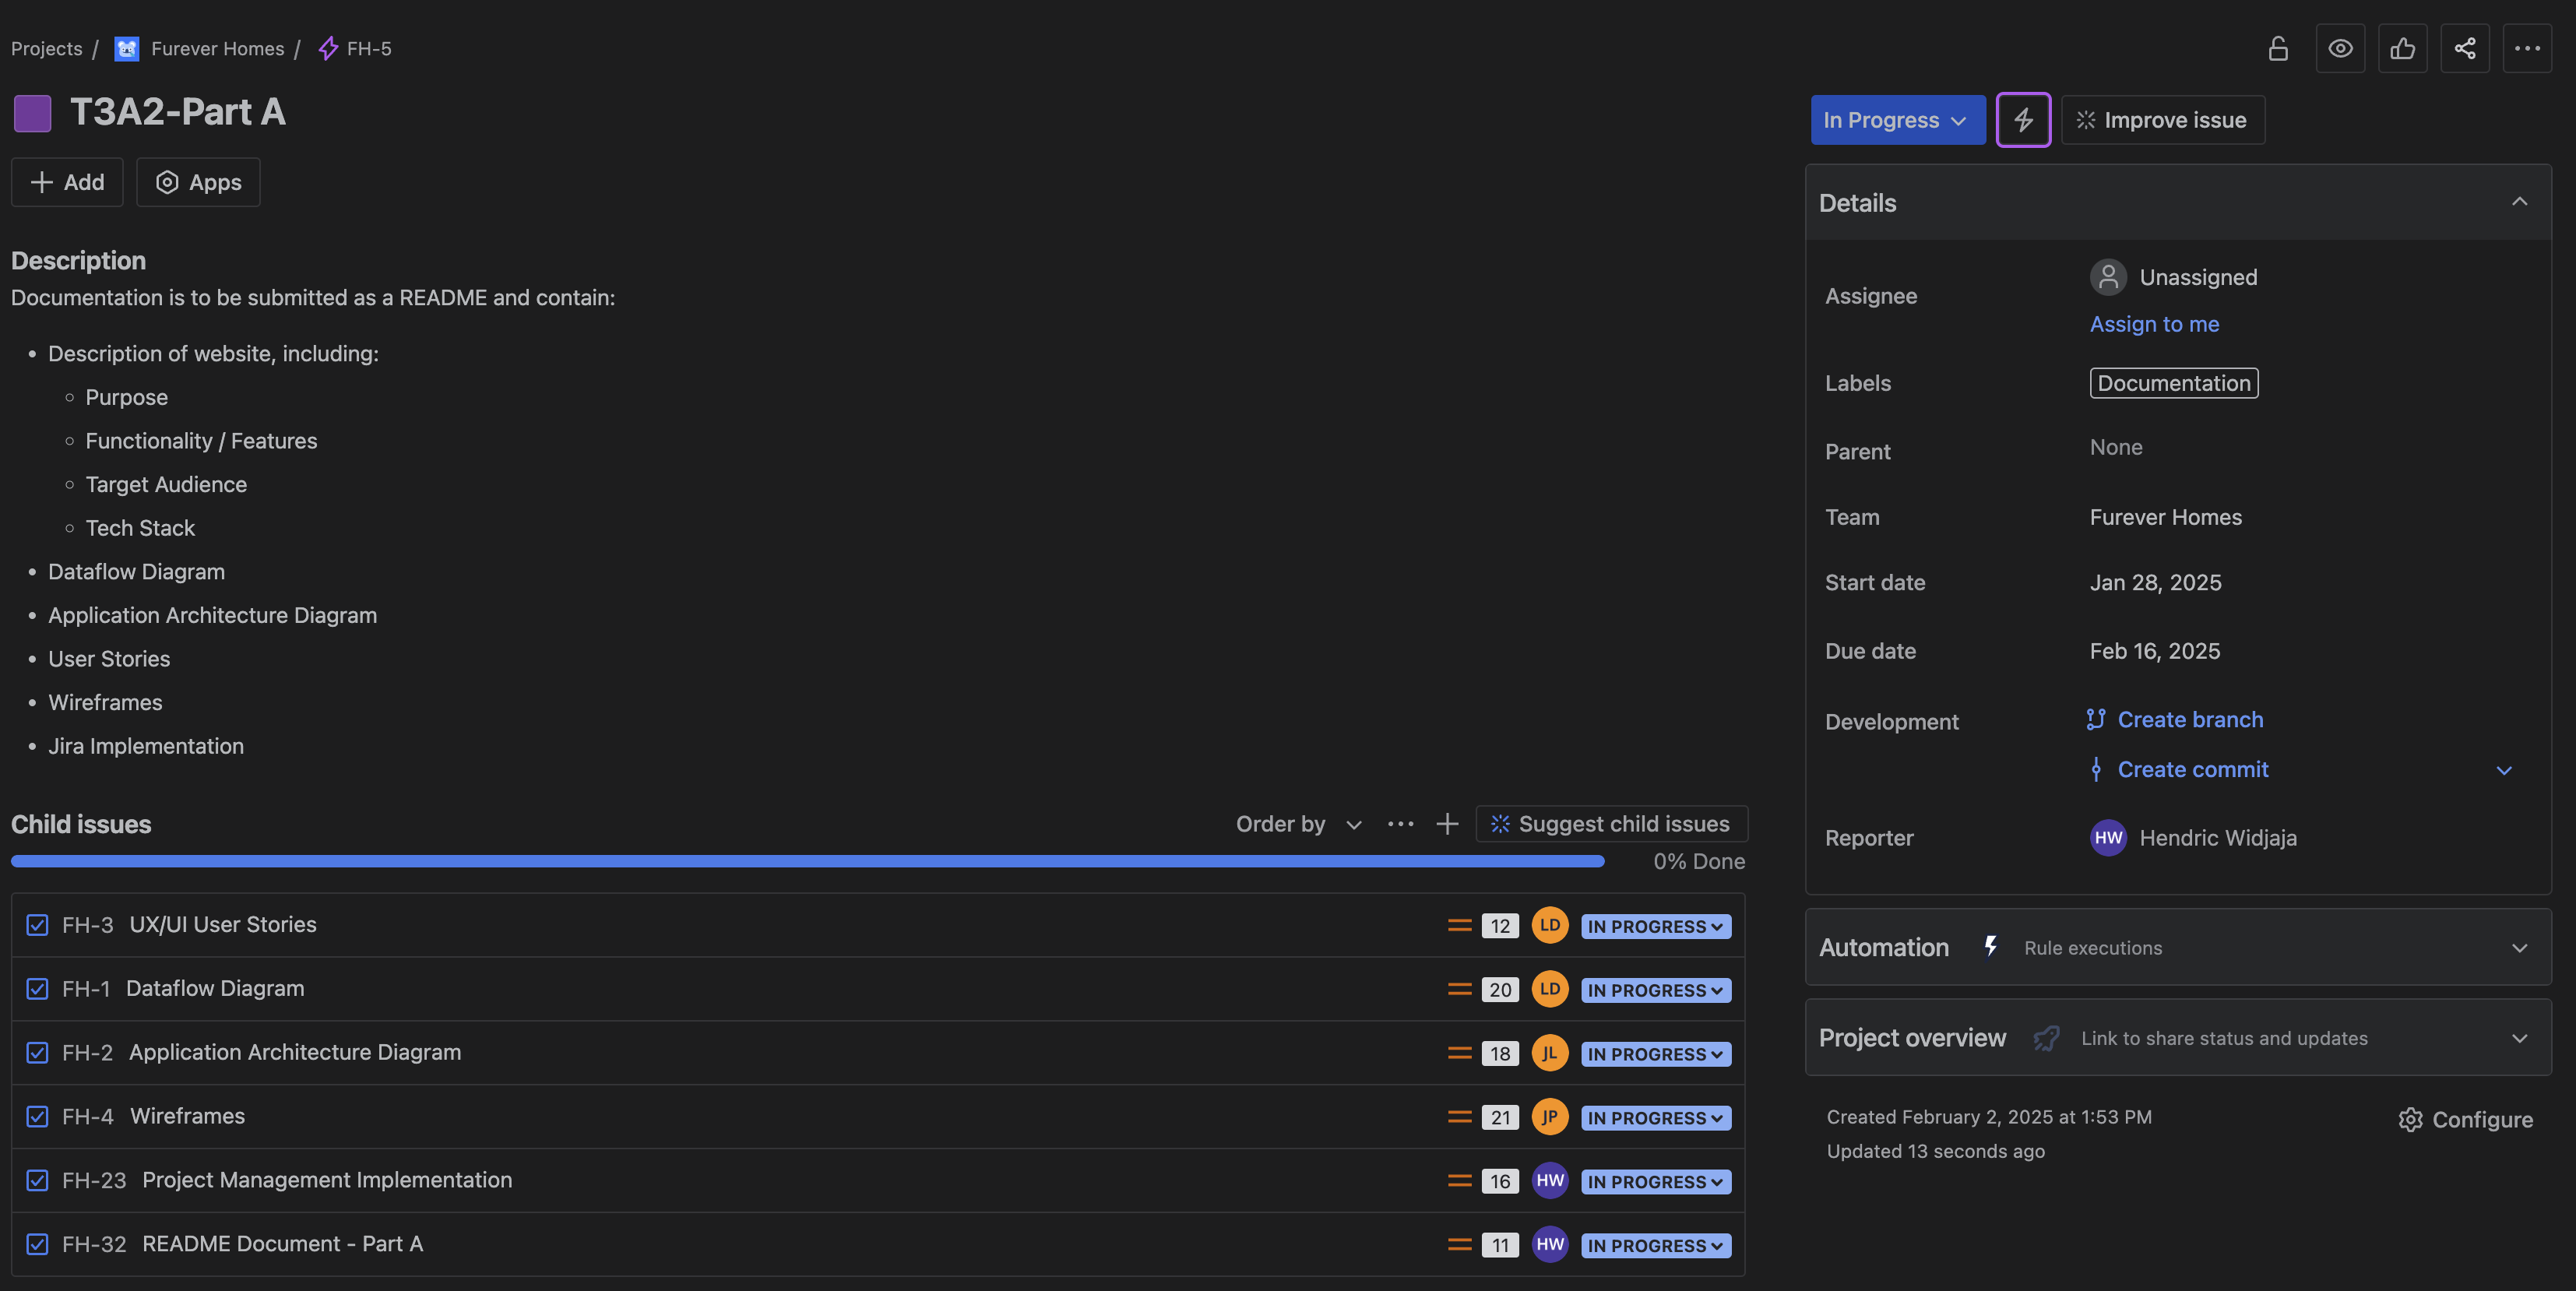 Projects / Furever Homes / FH-5
T3A2-Part A
In Progress
Improve issue
Add
Apps
Description
Documentation is to be submitted as a README and contain:
• Description of website, including:
◦ Purpose
◦ Functionality / Features
◦ Target Audience
◦ Tech Stack
• Dataflow Diagram
• Application Architecture Diagram
• User Stories
• Wireframes
• Jira Implementation
Child issues
Order by
Suggest child issues
0% Done
FH-3 UX/UI User Stories 12 LD IN PROGRESS
FH-1 Dataflow Diagram 20 LD IN PROGRESS
FH-2 Application Architecture Diagram 18 JL IN PROGRESS
FH-4 Wireframes 21 JP IN PROGRESS
FH-23 Project Management Implementation 16 HW IN PROGRESS
FH-32 README Document - Part A 11 HW IN PROGRESS
Details
Assignee Unassigned
Assign to me
Labels Documentation
Parent None
Team Furever Homes
Start date Jan 28, 2025
Due date Feb 16, 2025
Development Create branch
Create commit
Reporter HW Hendric Widjaja
Automation Rule executions
Project overview Link to share status and updates
Created February 2, 2025 at 1:53 PM
Updated 13 seconds ago
Configure